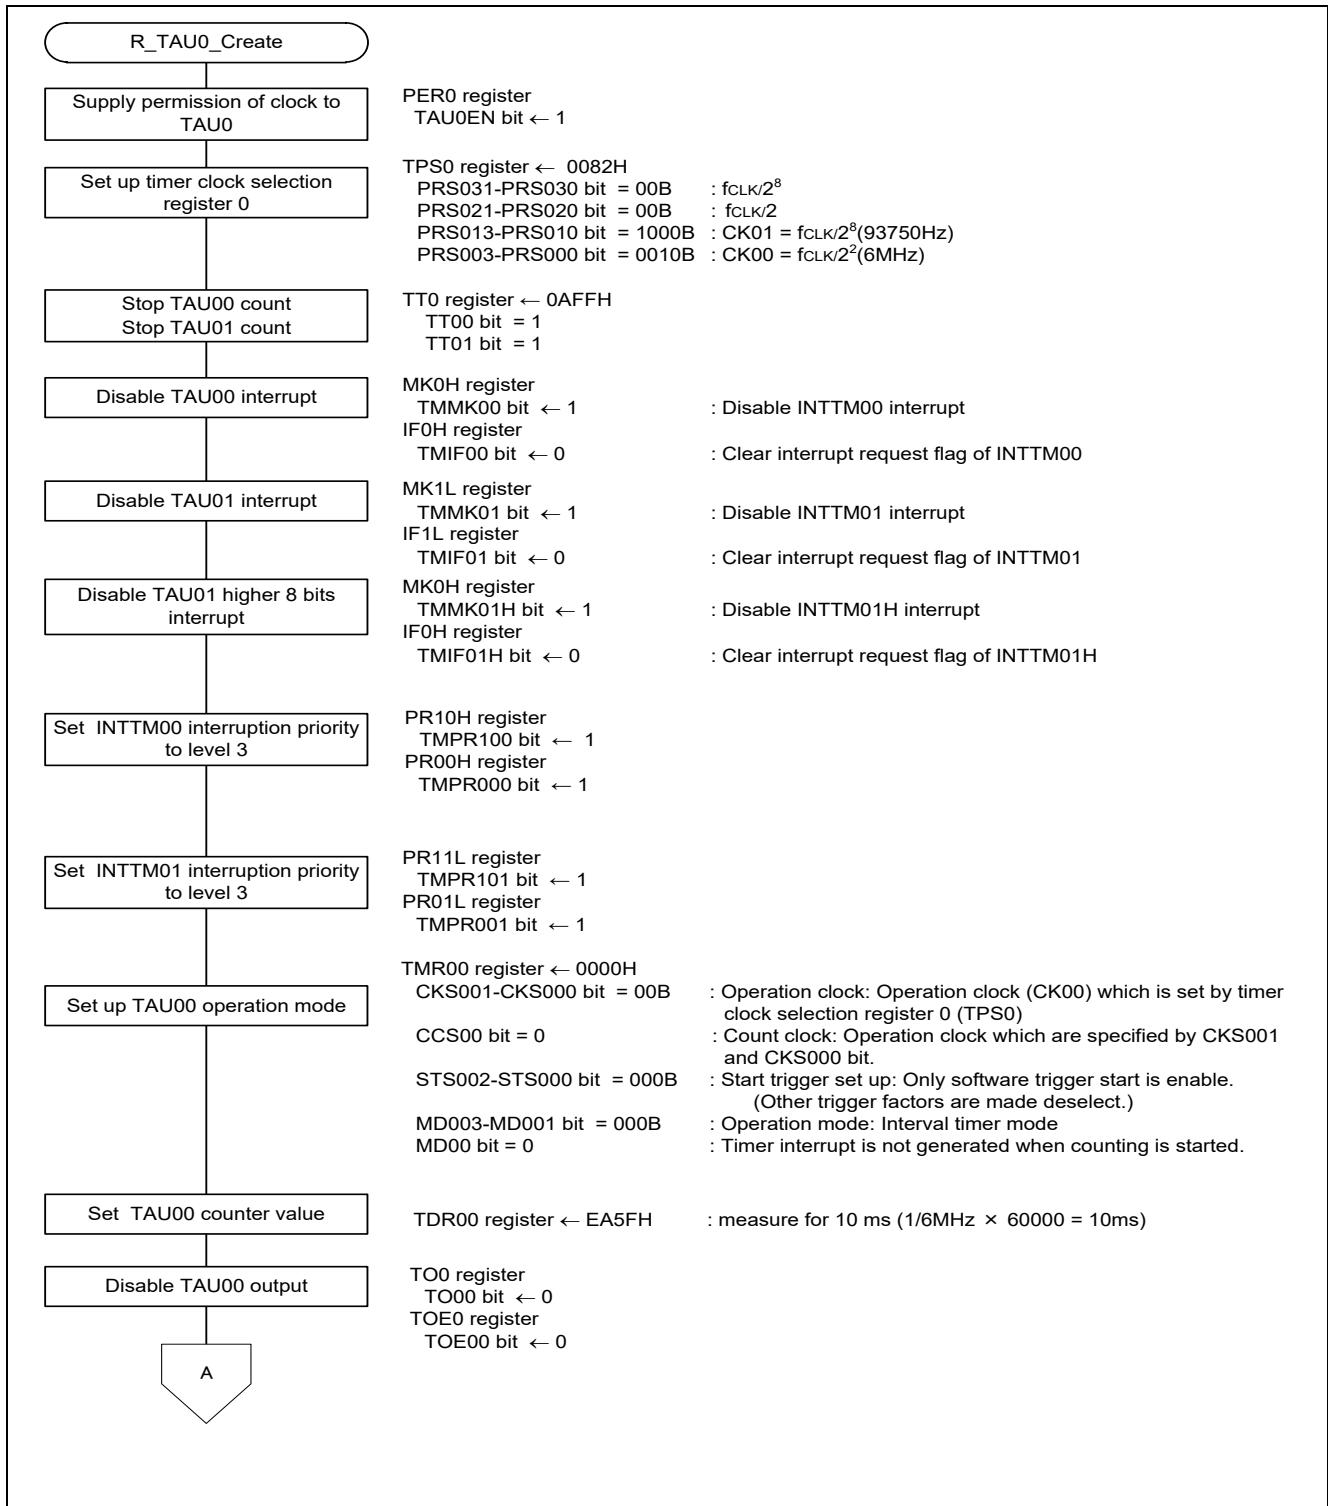 R_TAU0_Create
Supply permission of clock to
TAU0
PER0 register
TAU0EN bit ← 1
Set up timer clock selection
register 0
TPS0 register ← 0082H
PRS031-PRS030 bit = 00B : fCLK/2⁸
PRS021-PRS020 bit = 00B : fCLK/2
PRS013-PRS010 bit = 1000B : CK01 = fCLK/2⁸(93750Hz)
PRS003-PRS000 bit = 0010B : CK00 = fCLK/2²(6MHz)
Stop TAU00 count
Stop TAU01 count
TT0 register ← 0AFFH
TT00 bit = 1
TT01 bit = 1
Disable TAU00 interrupt
MK0H register
TMMK00 bit ← 1 : Disable INTTM00 interrupt
IF0H register
TMIF00 bit ← 0 : Clear interrupt request flag of INTTM00
Disable TAU01 interrupt
MK1L register
TMMK01 bit ← 1 : Disable INTTM01 interrupt
IF1L register
TMIF01 bit ← 0 : Clear interrupt request flag of INTTM01
Disable TAU01 higher 8 bits
interrupt
MK0H register
TMMK01H bit ← 1 : Disable INTTM01H interrupt
IF0H register
TMIF01H bit ← 0 : Clear interrupt request flag of INTTM01H
Set INTTM00 interruption priority
to level 3
PR10H register
TMPR100 bit ← 1
PR00H register
TMPR000 bit ← 1
Set INTTM01 interruption priority
to level 3
PR11L register
TMPR101 bit ← 1
PR01L register
TMPR001 bit ← 1
Set up TAU00 operation mode
TMR00 register ← 0000H
CKS001-CKS000 bit = 00B : Operation clock: Operation clock (CK00) which is set by timer
clock selection register 0 (TPS0)
CCS00 bit = 0 : Count clock: Operation clock which are specified by CKS001
and CKS000 bit.
STS002-STS000 bit = 000B : Start trigger set up: Only software trigger start is enable.
(Other trigger factors are made deselect.)
MD003-MD001 bit = 000B : Operation mode: Interval timer mode
MD00 bit = 0 : Timer interrupt is not generated when counting is started.
Set TAU00 counter value
TDR00 register ← EA5FH : measure for 10 ms (1/6MHz × 60000 = 10ms)
Disable TAU00 output
TO0 register
TO00 bit ← 0
TOE0 register
TOE00 bit ← 0
A